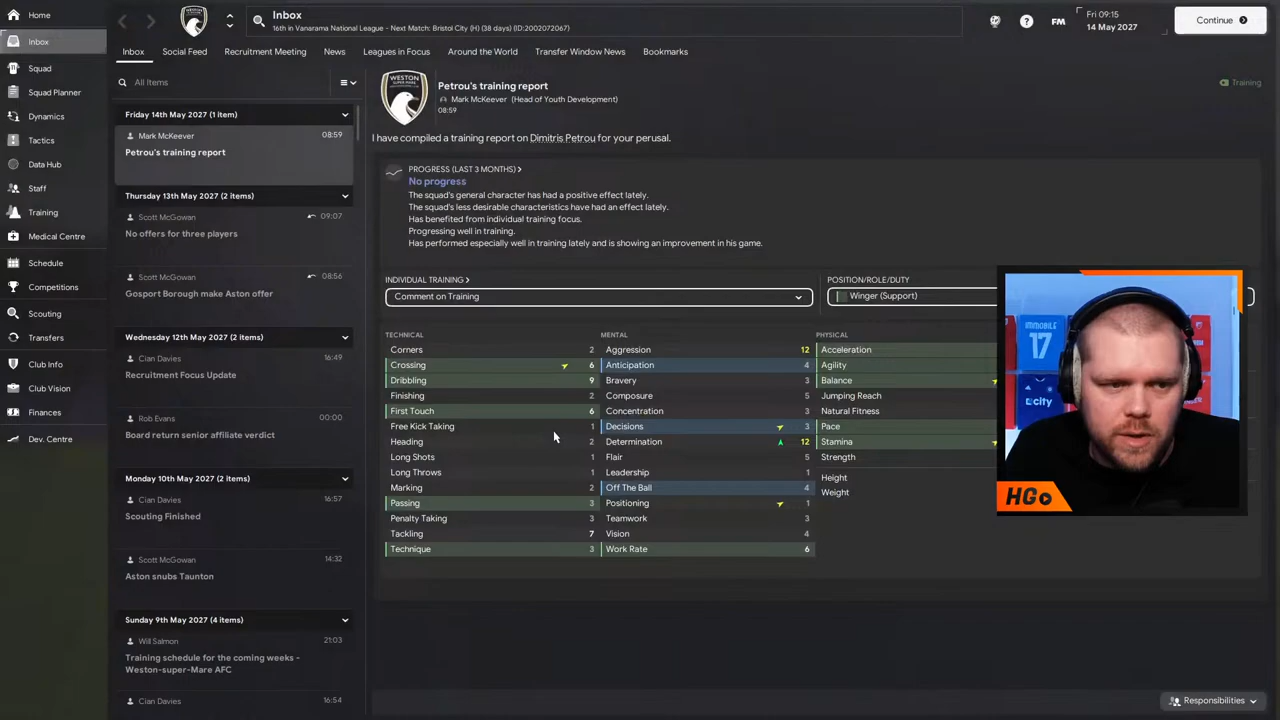 Home
Inbox
Squad
Squad Planner
Dynamics
Tactics
Data Hub
Staff
Training
Medical Centre
Schedule
Competitions
Scouting
Transfers
Club Info
Club Vision
Finances
Dev. Centre
Inbox
16th in Vanarama National League - Next Match: Bristol City (H) (38 days) (ID:2002072067)
FM
Fri 09:15
14 May 2027
Continue
Inbox Social Feed Recruitment Meeting News Leagues in Focus Around the World Transfer Window News Bookmarks
All Items
Friday 14th May 2027 (1 item)
Mark McKeever 08:59
Petrou's training report
Thursday 13th May 2027 (2 items)
Scott McGowan 09:07
No offers for three players
Scott McGowan 08:56
Gosport Borough make Aston offer
Wednesday 12th May 2027 (2 items)
Cian Davies 16:49
Recruitment Focus Update
Rob Evans 00:00
Board return senior affiliate verdict
Monday 10th May 2027 (2 items)
Cian Davies 16:57
Scouting Finished
Scott McGowan 14:32
Aston snubs Taunton
Sunday 9th May 2027 (4 items)
Will Salmon 21:03
Training schedule for the coming weeks -
Weston-super-Mare AFC
Cian Davies 16:54
WESTON
SUPER MARE
Petrou's training report
Mark McKeever (Head of Youth Development)
08:59
Training
I have compiled a training report on Dimitris Petrou for your perusal.
PROGRESS (LAST 3 MONTHS)
No progress
The squad's general character has had a positive effect lately.
The squad's less desirable characteristics have had an effect lately.
Has benefited from individual training focus.
Progressing well in training.
Has performed especially well in training lately and is showing an improvement in his game.
INDIVIDUAL TRAINING
Comment on Training
POSITION/ROLE/DUTY
Winger (Support)
TECHNICAL
Corners 2
Crossing 6
Dribbling 9
Finishing 2
First Touch 6
Free Kick Taking 1
Heading 2
Long Shots 1
Long Throws 1
Marking 2
Passing 3
Penalty Taking 3
Tackling 7
Technique 3
MENTAL
Aggression 12
Anticipation 4
Bravery 3
Composure 5
Concentration 3
Decisions 3
Determination 12
Flair 5
Leadership 1
Off The Ball 4
Positioning 1
Teamwork 3
Vision 4
Work Rate 6
PHYSICAL
Acceleration
Agility
Balance
Jumping Reach
Natural Fitness
Pace
Stamina
Strength
Height
Weight
IMMOBILE
17
HGo
Responsibilities